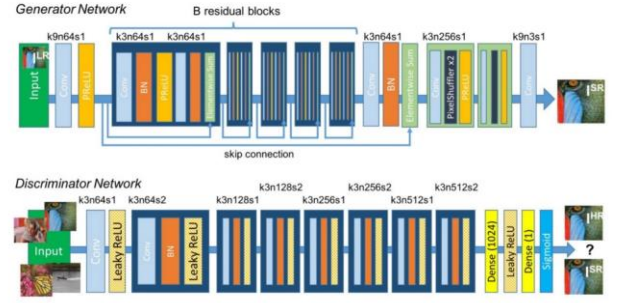 Generator Network
B residual blocks
k9n64s1 k3n64s1 k3n64s1 k3n64s1 k3n256s1 k9n3s1
I LR
Input
Conv
PReLU
Conv
BN
PReLU
Elementwise Sum
Conv
BN
Elementwise Sum
Conv
PixelShuffler x2
PReLU
Conv
I SR
skip connection
Discriminator Network
k3n128s2 k3n256s2 k3n512s2
k3n64s1 k3n64s2 k3n128s1 k3n256s1 k3n512s1
Input
Conv
Leaky ReLU
Conv
BN
Leaky ReLU
Dense (1024)
Leaky ReLU
Dense (1)
Sigmoid
I HR
?
I SR